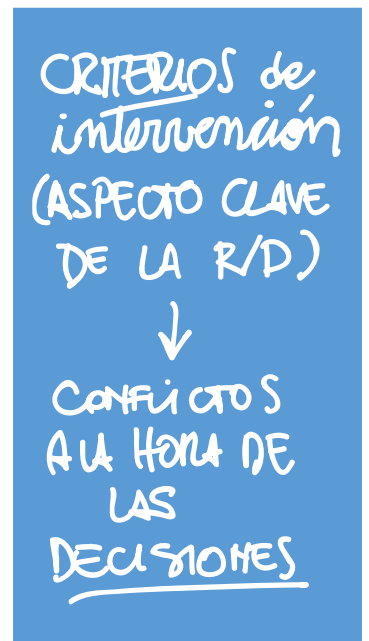 CRITERIOS de
intervención
(ASPECTO CLAVE
DE LA R/D)
↓
CONFLICTOS
A LA HORA DE
LAS
DECISIONES